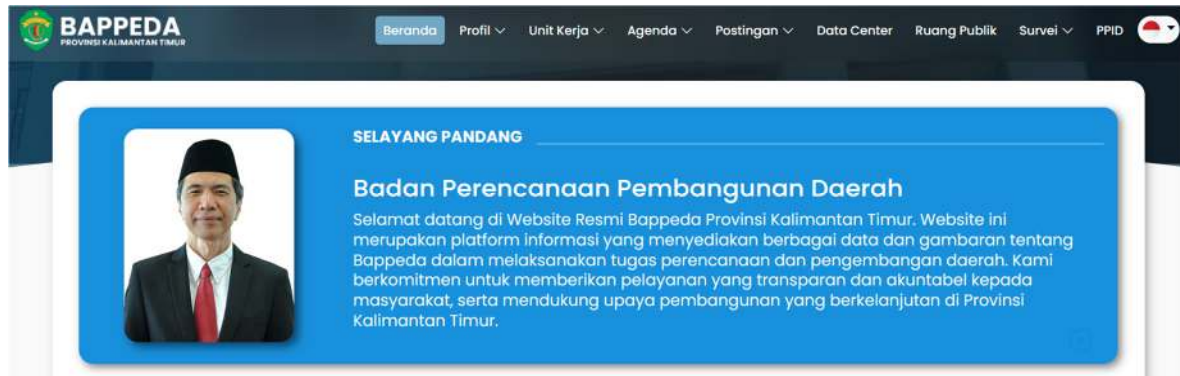 BAPPEDA
PROVINSI KALIMANTAN TIMUR
Beranda Profil Unit Kerja Agenda Postingan Data Center Ruang Publik Survei PPID
SELAYANG PANDANG
Badan Perencanaan Pembangunan Daerah
Selamat datang di Website Resmi Bappeda Provinsi Kalimantan Timur. Website ini
merupakan platform informasi yang menyediakan berbagai data dan gambaran tentang
Bappeda dalam melaksanakan tugas perencanaan dan pengembangan daerah. Kami
berkomitmen untuk memberikan pelayanan yang transparan dan akuntabel kepada
masyarakat, serta mendukung upaya pembangunan yang berkelanjutan di Provinsi
Kalimantan Timur.